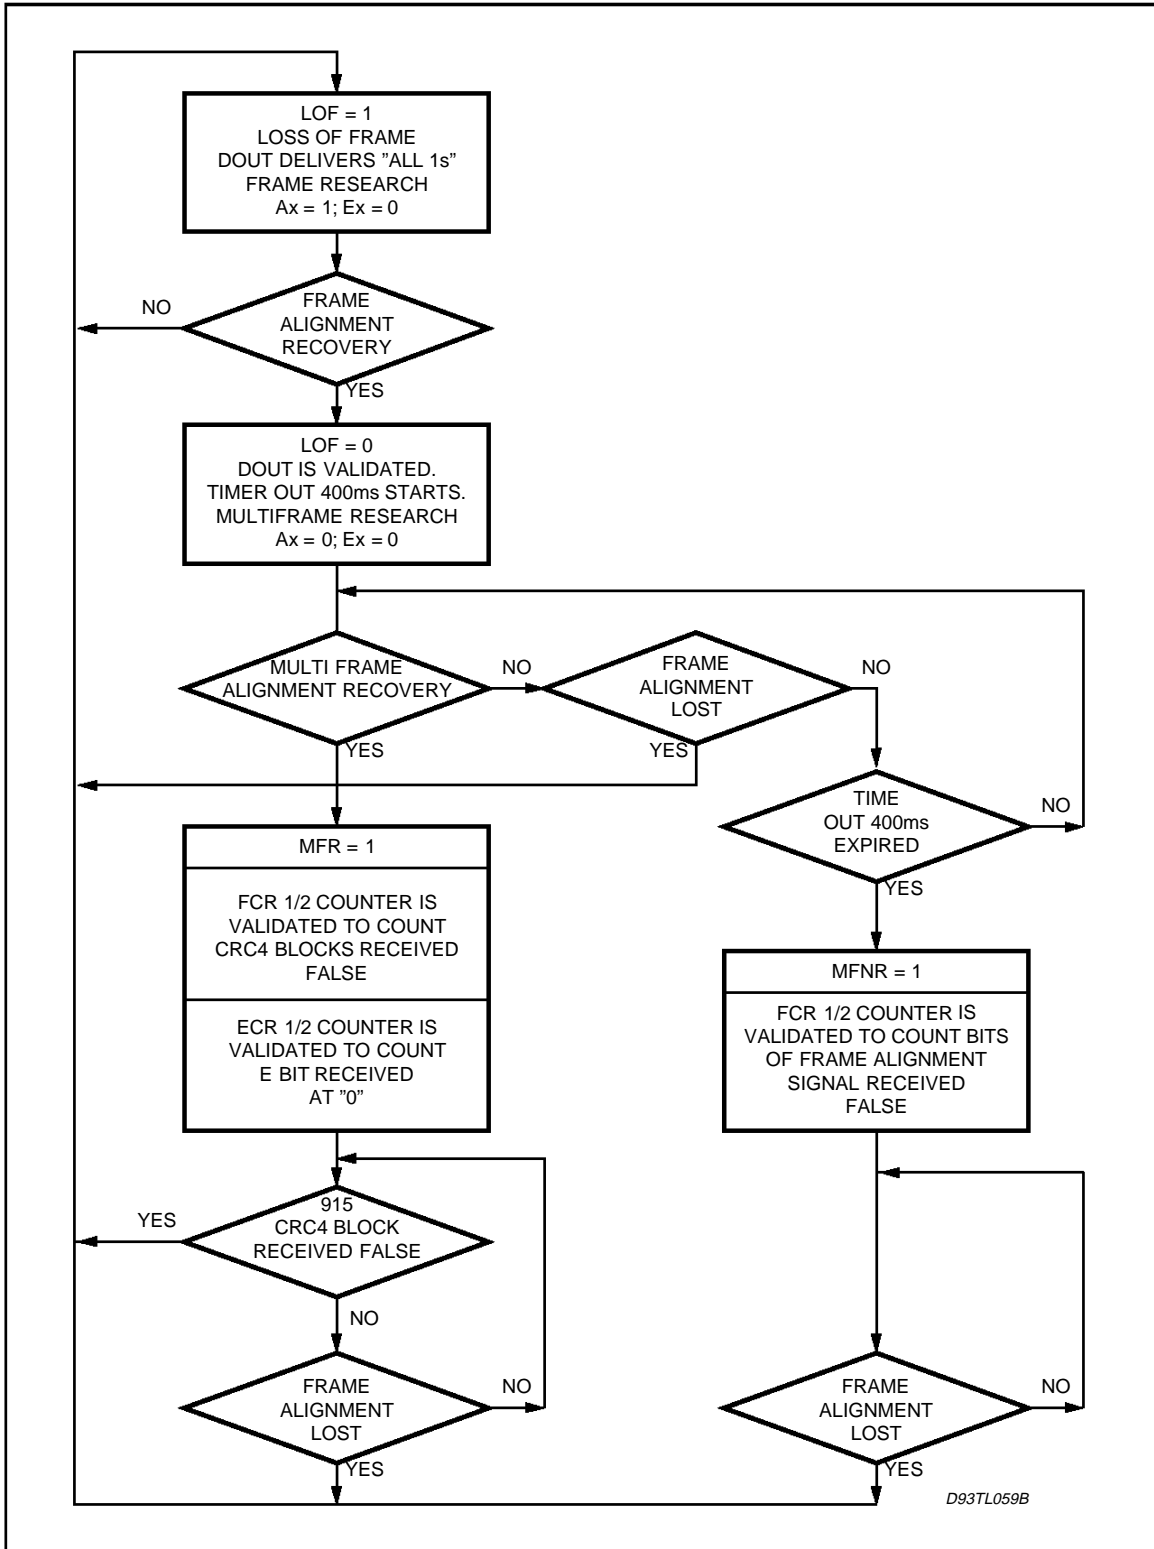 LOF = 1
LOSS OF FRAME
DOUT DELIVERS ”ALL 1s”
FRAME RESEARCH
Ax = 1; Ex = 0
NO
FRAME
ALIGNMENT
RECOVERY
YES
LOF = 0
DOUT IS VALIDATED.
TIMER OUT 400ms STARTS.
MULTIFRAME RESEARCH
Ax = 0; Ex = 0
MULTI FRAME
ALIGNMENT RECOVERY
NO
YES
FRAME
ALIGNMENT
LOST
NO
YES
TIME
OUT 400ms
EXPIRED
NO
YES
MFR = 1
FCR 1/2 COUNTER IS
VALIDATED TO COUNT
CRC4 BLOCKS RECEIVED
FALSE
ECR 1/2 COUNTER IS
VALIDATED TO COUNT
E BIT RECEIVED
AT ”0”
MFNR = 1
FCR 1/2 COUNTER IS
VALIDATED TO COUNT BITS
OF FRAME ALIGNMENT
SIGNAL RECEIVED
FALSE
YES
915
CRC4 BLOCK
RECEIVED FALSE
NO
FRAME
ALIGNMENT
LOST
NO
YES
FRAME
ALIGNMENT
LOST
NO
YES
D93TL059B